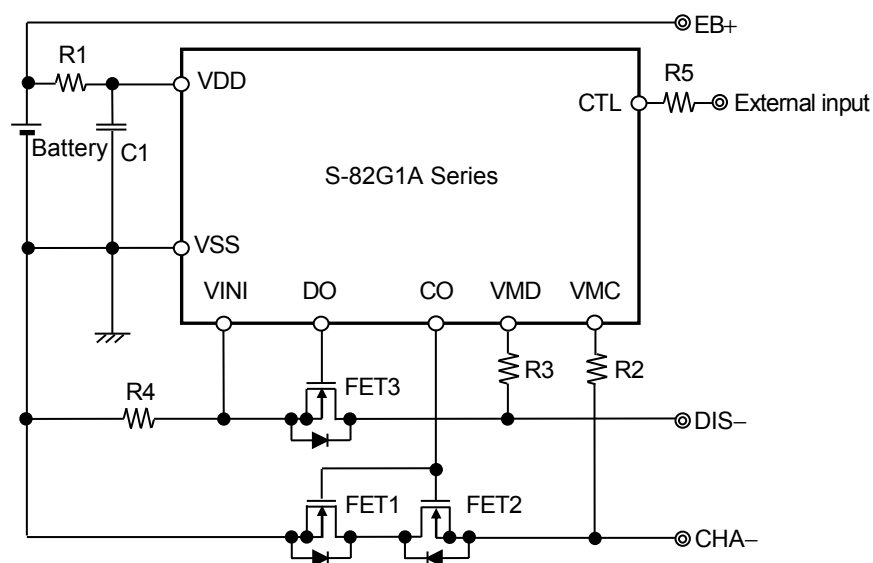 EB+
R1
VDD
R5
CTL
External input
Battery
C1
S-82G1A Series
VSS
VINI
DO
CO
VMD
VMC
R3
R2
R4
FET3
DIS−
FET1
FET2
CHA−